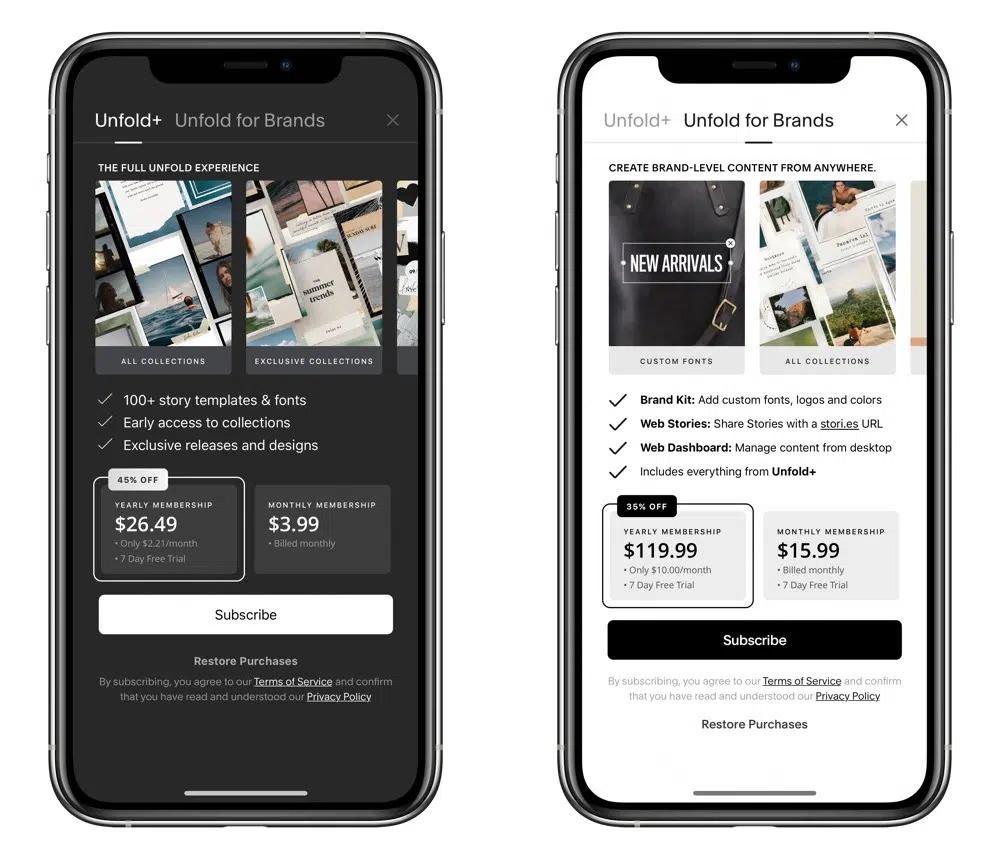 Unfold+ Unfold for Brands
THE FULL UNFOLD EXPERIENCE
SUNDAY SURF
THE
summer
trends
ALL COLLECTIONS
EXCLUSIVE COLLECTIONS
100+ story templates & fonts
Early access to collections
Exclusive releases and designs
45% OFF
YEARLY MEMBERSHIP
$26.49
• Only $2.21/month
• 7 Day Free Trial
MONTHLY MEMBERSHIP
$3.99
• Billed monthly
Subscribe
Restore Purchases
By subscribing, you agree to our Terms of Service and confirm
that you have read and understood our Privacy Policy
Unfold+ Unfold for Brands
CREATE BRAND-LEVEL CONTENT FROM ANYWHERE.
NEW ARRIVALS
CUSTOM FONTS
ALL COLLECTIONS
Brand Kit: Add custom fonts, logos and colors
Web Stories: Share Stories with a stori.es URL
Web Dashboard: Manage content from desktop
Includes everything from Unfold+
35% OFF
YEARLY MEMBERSHIP
$119.99
• Only $10.00/month
• 7 Day Free Trial
MONTHLY MEMBERSHIP
$15.99
• Billed monthly
• 7 Day Free Trial
Subscribe
By subscribing, you agree to our Terms of Service and confirm
that you have read and understood our Privacy Policy
Restore Purchases